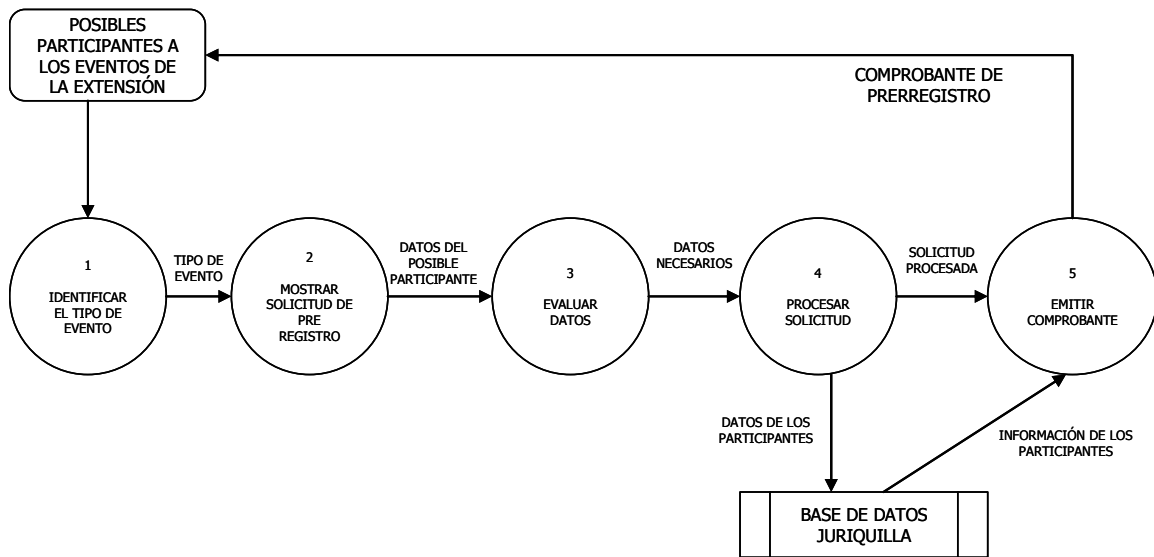 POSIBLES
PARTICIPANTES A
LOS EVENTOS DE
LA EXTENSIÓN
COMPROBANTE DE
PRERREGISTRO
1
IDENTIFICAR
EL TIPO DE
EVENTO
TIPO DE
EVENTO
2
MOSTRAR
SOLICITUD DE
PRE
REGISTRO
DATOS DEL
POSIBLE
PARTICIPANTE
3
EVALUAR
DATOS
DATOS
NECESARIOS
4
PROCESAR
SOLICITUD
SOLICITUD
PROCESADA
5
EMITIR
COMPROBANTE
DATOS DE LOS
PARTICIPANTES
INFORMACIÓN DE LOS
PARTICIPANTES
BASE DE DATOS
JURIQUILLA